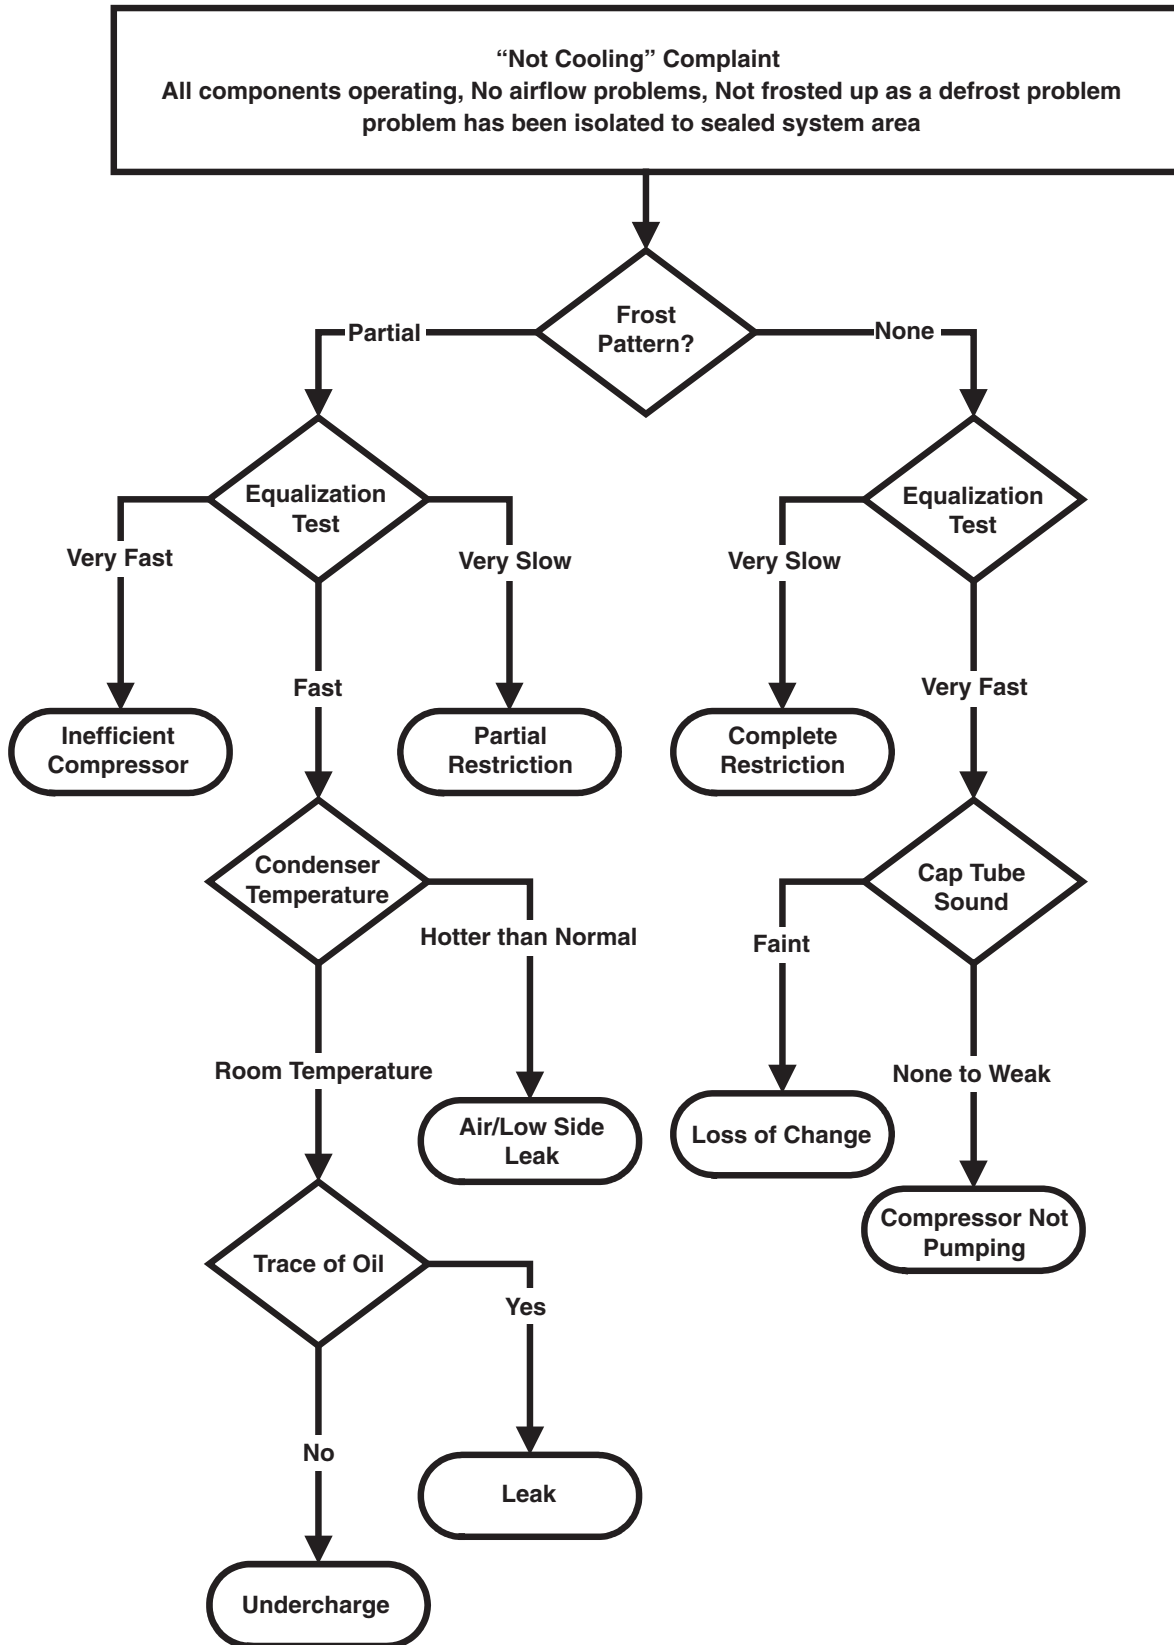 “Not Cooling” Complaint
All components operating, No airflow problems, Not frosted up as a defrost problem
problem has been isolated to sealed system area
Frost
Pattern?
Partial
None
Equalization
Test
Equalization
Test
Very Fast
Very Slow
Very Slow
Fast
Very Fast
Inefficient
Compressor
Partial
Restriction
Complete
Restriction
Condenser
Temperature
Cap Tube
Sound
Hotter than Normal
Faint
Room Temperature
None to Weak
Air/Low Side
Leak
Loss of Change
Compressor Not
Pumping
Trace of Oil
Yes
No
Leak
Undercharge